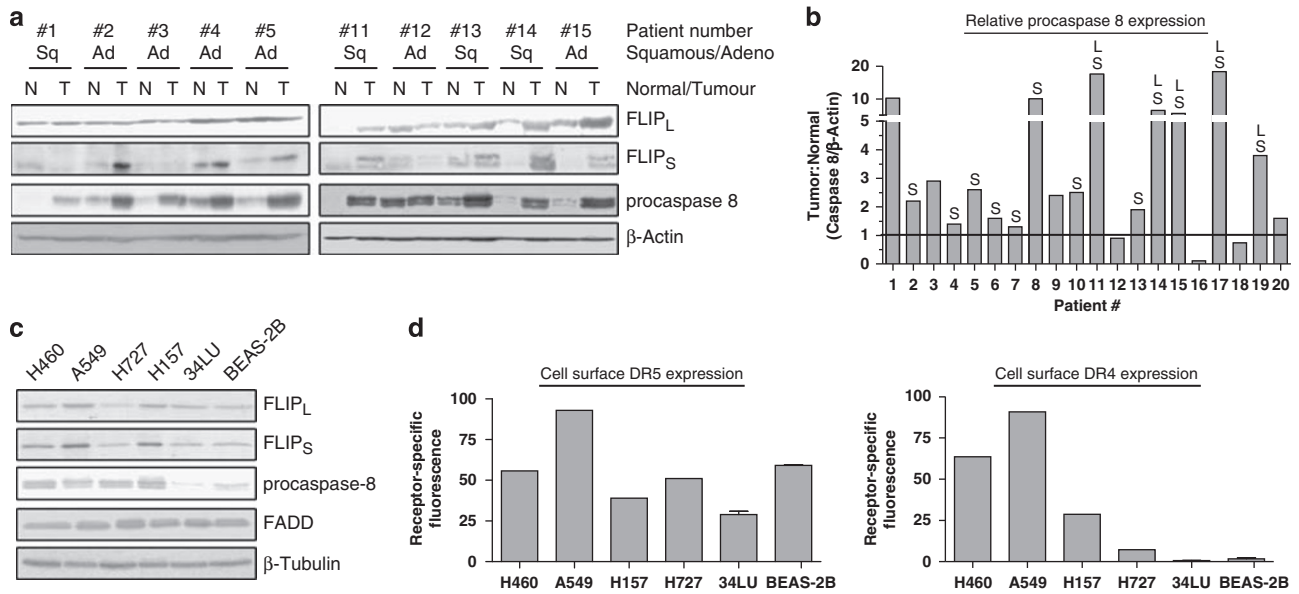 a
#1 #2 #3 #4 #5 #11 #12 #13 #14 #15 Patient number
Sq Ad Ad Ad Ad Sq Ad Sq Sq Ad Squamous/Adeno
N T N T N T N T N T N T N T N T N T N T Normal/Tumour
FLIPL
FLIPS
procaspase 8
β-Actin
b
Relative procaspase 8 expression
Tumor:Normal
(Caspase 8/β-Actin)
20
10
5
4
3
2
1
0
S S S S S S L S S L S L S L S L S
1 2 3 4 5 6 7 8 9 10 11 12 13 14 15 16 17 18 19 20
Patient #
c
H460 A549 H727 H157 34LU BEAS-2B
FLIPL
FLIPS
procaspase-8
FADD
β-Tubulin
d
Cell surface DR5 expression
Receptor-specific
fluorescence
100
75
50
25
0
H460 A549 H157 H727 34LU BEAS-2B
Cell surface DR4 expression
Receptor-specific
fluorescence
100
75
50
25
0
H460 A549 H157 H727 34LU BEAS-2B